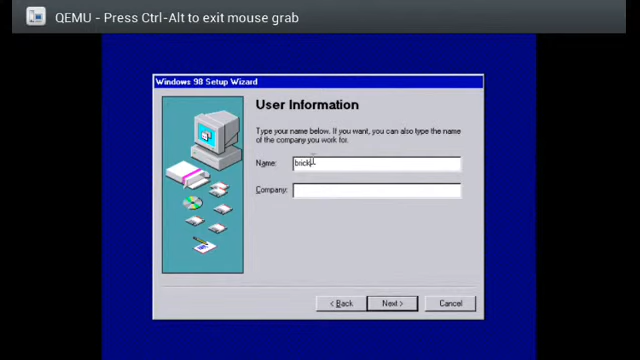 QEMU - Press Ctrl-Alt to exit mouse grab
Windows 98 Setup Wizard
User Information
Type your name below. If you want, you can also type the name
of the company you work for.
Name: brick
Company:
< Back Next > Cancel